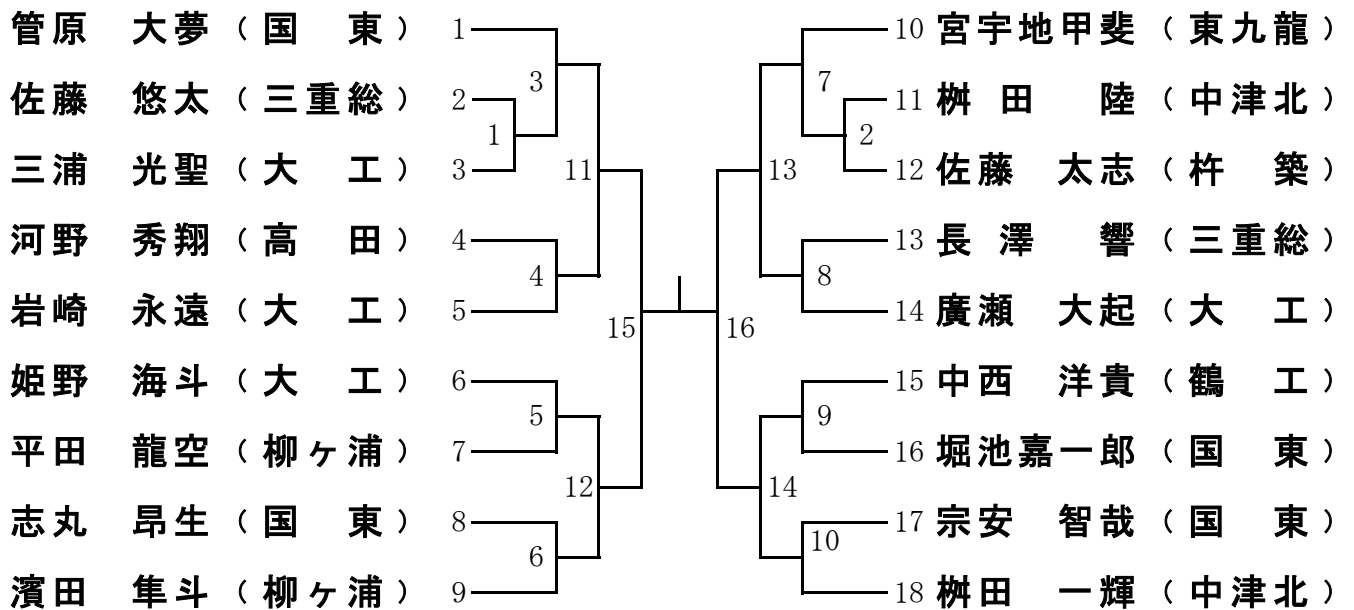 管原 大夢 （ 国 東 ） 1
佐藤 悠太 （ 三重総 ） 2
三浦 光聖 （ 大 工 ） 3
河野 秀翔 （ 高 田 ） 4
岩崎 永遠 （ 大 工 ） 5
姫野 海斗 （ 大 工 ） 6
平田 龍空 （ 柳ヶ浦 ） 7
志丸 昂生 （ 国 東 ） 8
濱田 隼斗 （ 柳ヶ浦 ） 9
3
1
11
4
15
5
12
6
7
2
13
8
16
9
14
10
10 宮宇地甲斐 （ 東九龍 ）
11 桝田 陸 （ 中津北 ）
12 佐藤 太志 （ 杵 築 ）
13 長澤 響 （ 三重総 ）
14 廣瀬 大起 （ 大 工 ）
15 中西 洋貴 （ 鶴 工 ）
16 堀池嘉一郎 （ 国 東 ）
17 宗安 智哉 （ 国 東 ）
18 桝田 一輝 （ 中津北 ）